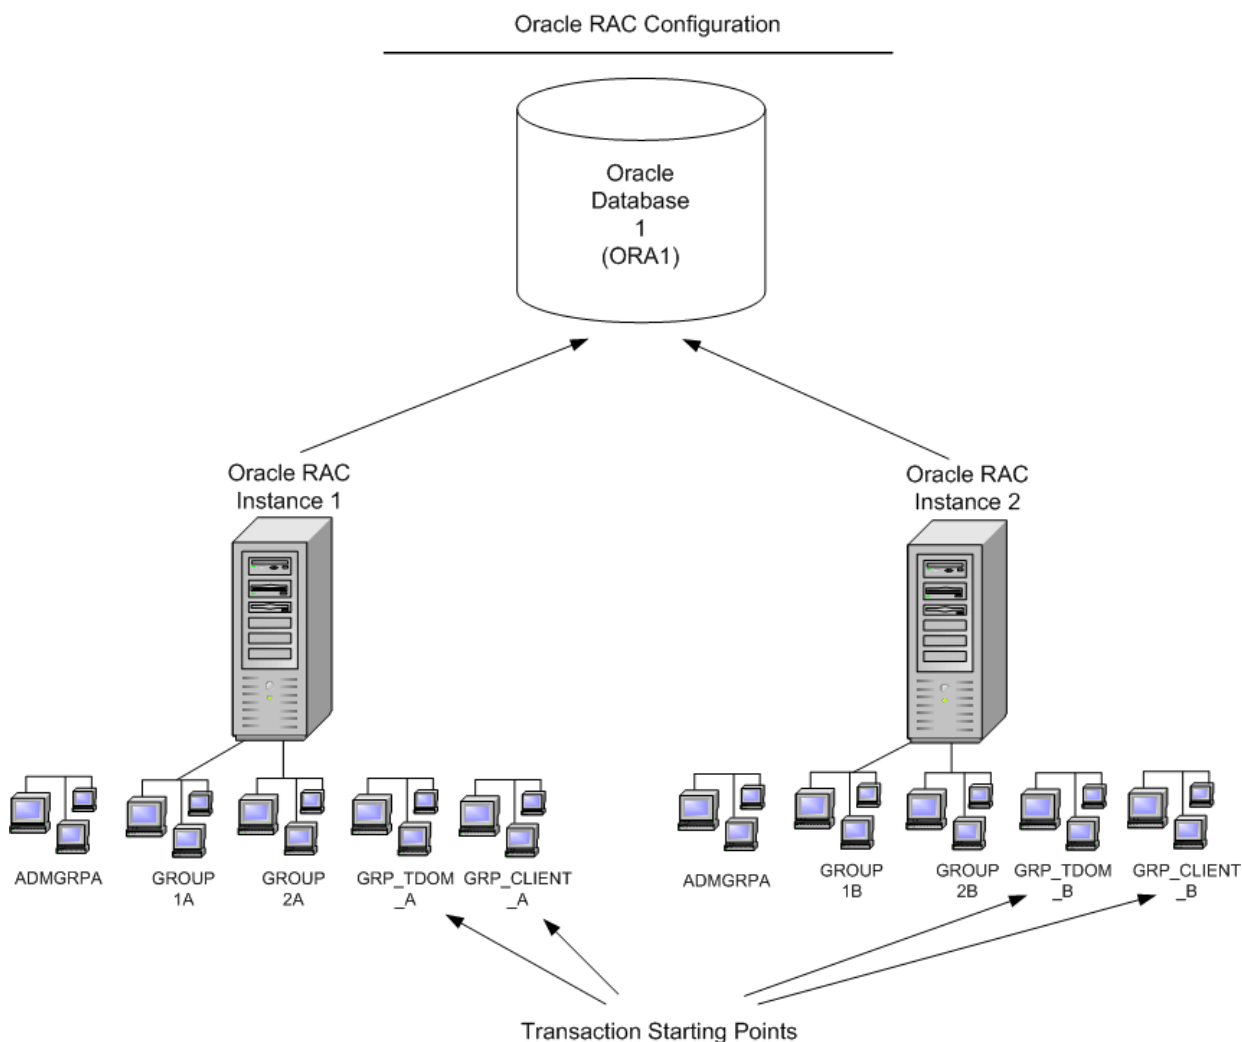 Oracle RAC Configuration
Oracle
Database
1
(ORA1)
Oracle RAC
Instance 1
Oracle RAC
Instance 2
ADMGRPA
GROUP
1A
GROUP
2A
GRP_TDOM
_A
GRP_CLIENT
_A
ADMGRPA
GROUP
1B
GROUP
2B
GRP_TDOM
_B
GRP_CLIENT
_B
Transaction Starting Points